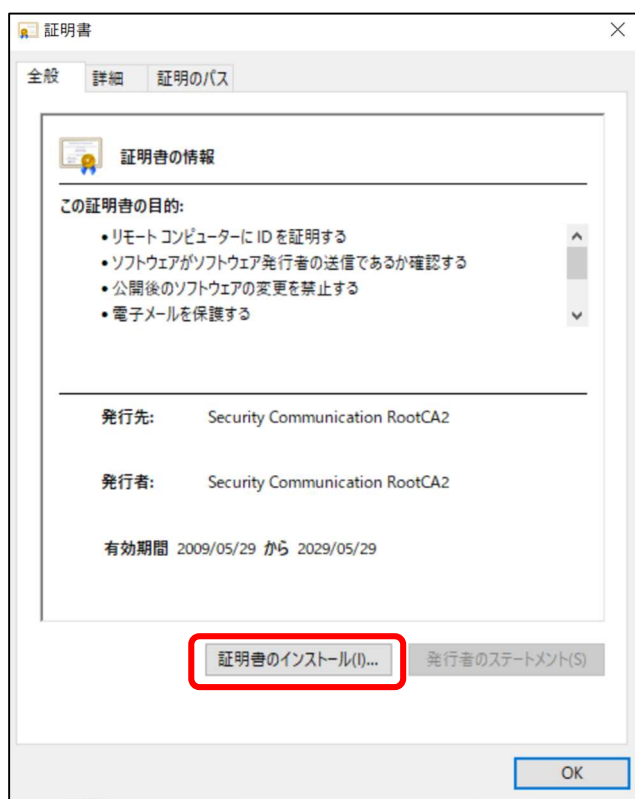 証明書
全般 詳細 証明のパス
証明書の情報
この証明書の目的:
• リモート コンピューターに ID を証明する
• ソフトウェアがソフトウェア発行者の送信であるか確認する
• 公開後のソフトウェアの変更を禁止する
• 電子メールを保護する
発行先: Security Communication RootCA2
発行者: Security Communication RootCA2
有効期間 2009/05/29 から 2029/05/29
証明書のインストール(I)... 発行者のステートメント(S)
OK